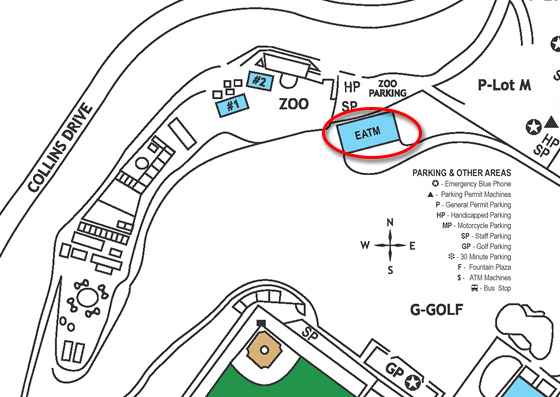 #2
#1
ZOO
HP
SP
ZOO
PARKING
EATM
P-Lot M
HP
SP
COLLINS DRIVE
PARKING & OTHER AREAS
- Emergency Blue Phone
- Parking Permit Machines
P - General Permit Parking
HP - Handicapped Parking
MP - Motorcycle Parking
SP - Staff Parking
GP - Golf Parking
- 30 Minute Parking
F - Fountain Plaza
$ - ATM Machines
- Bus Stop
N
W E
S
G-GOLF
SP
GP